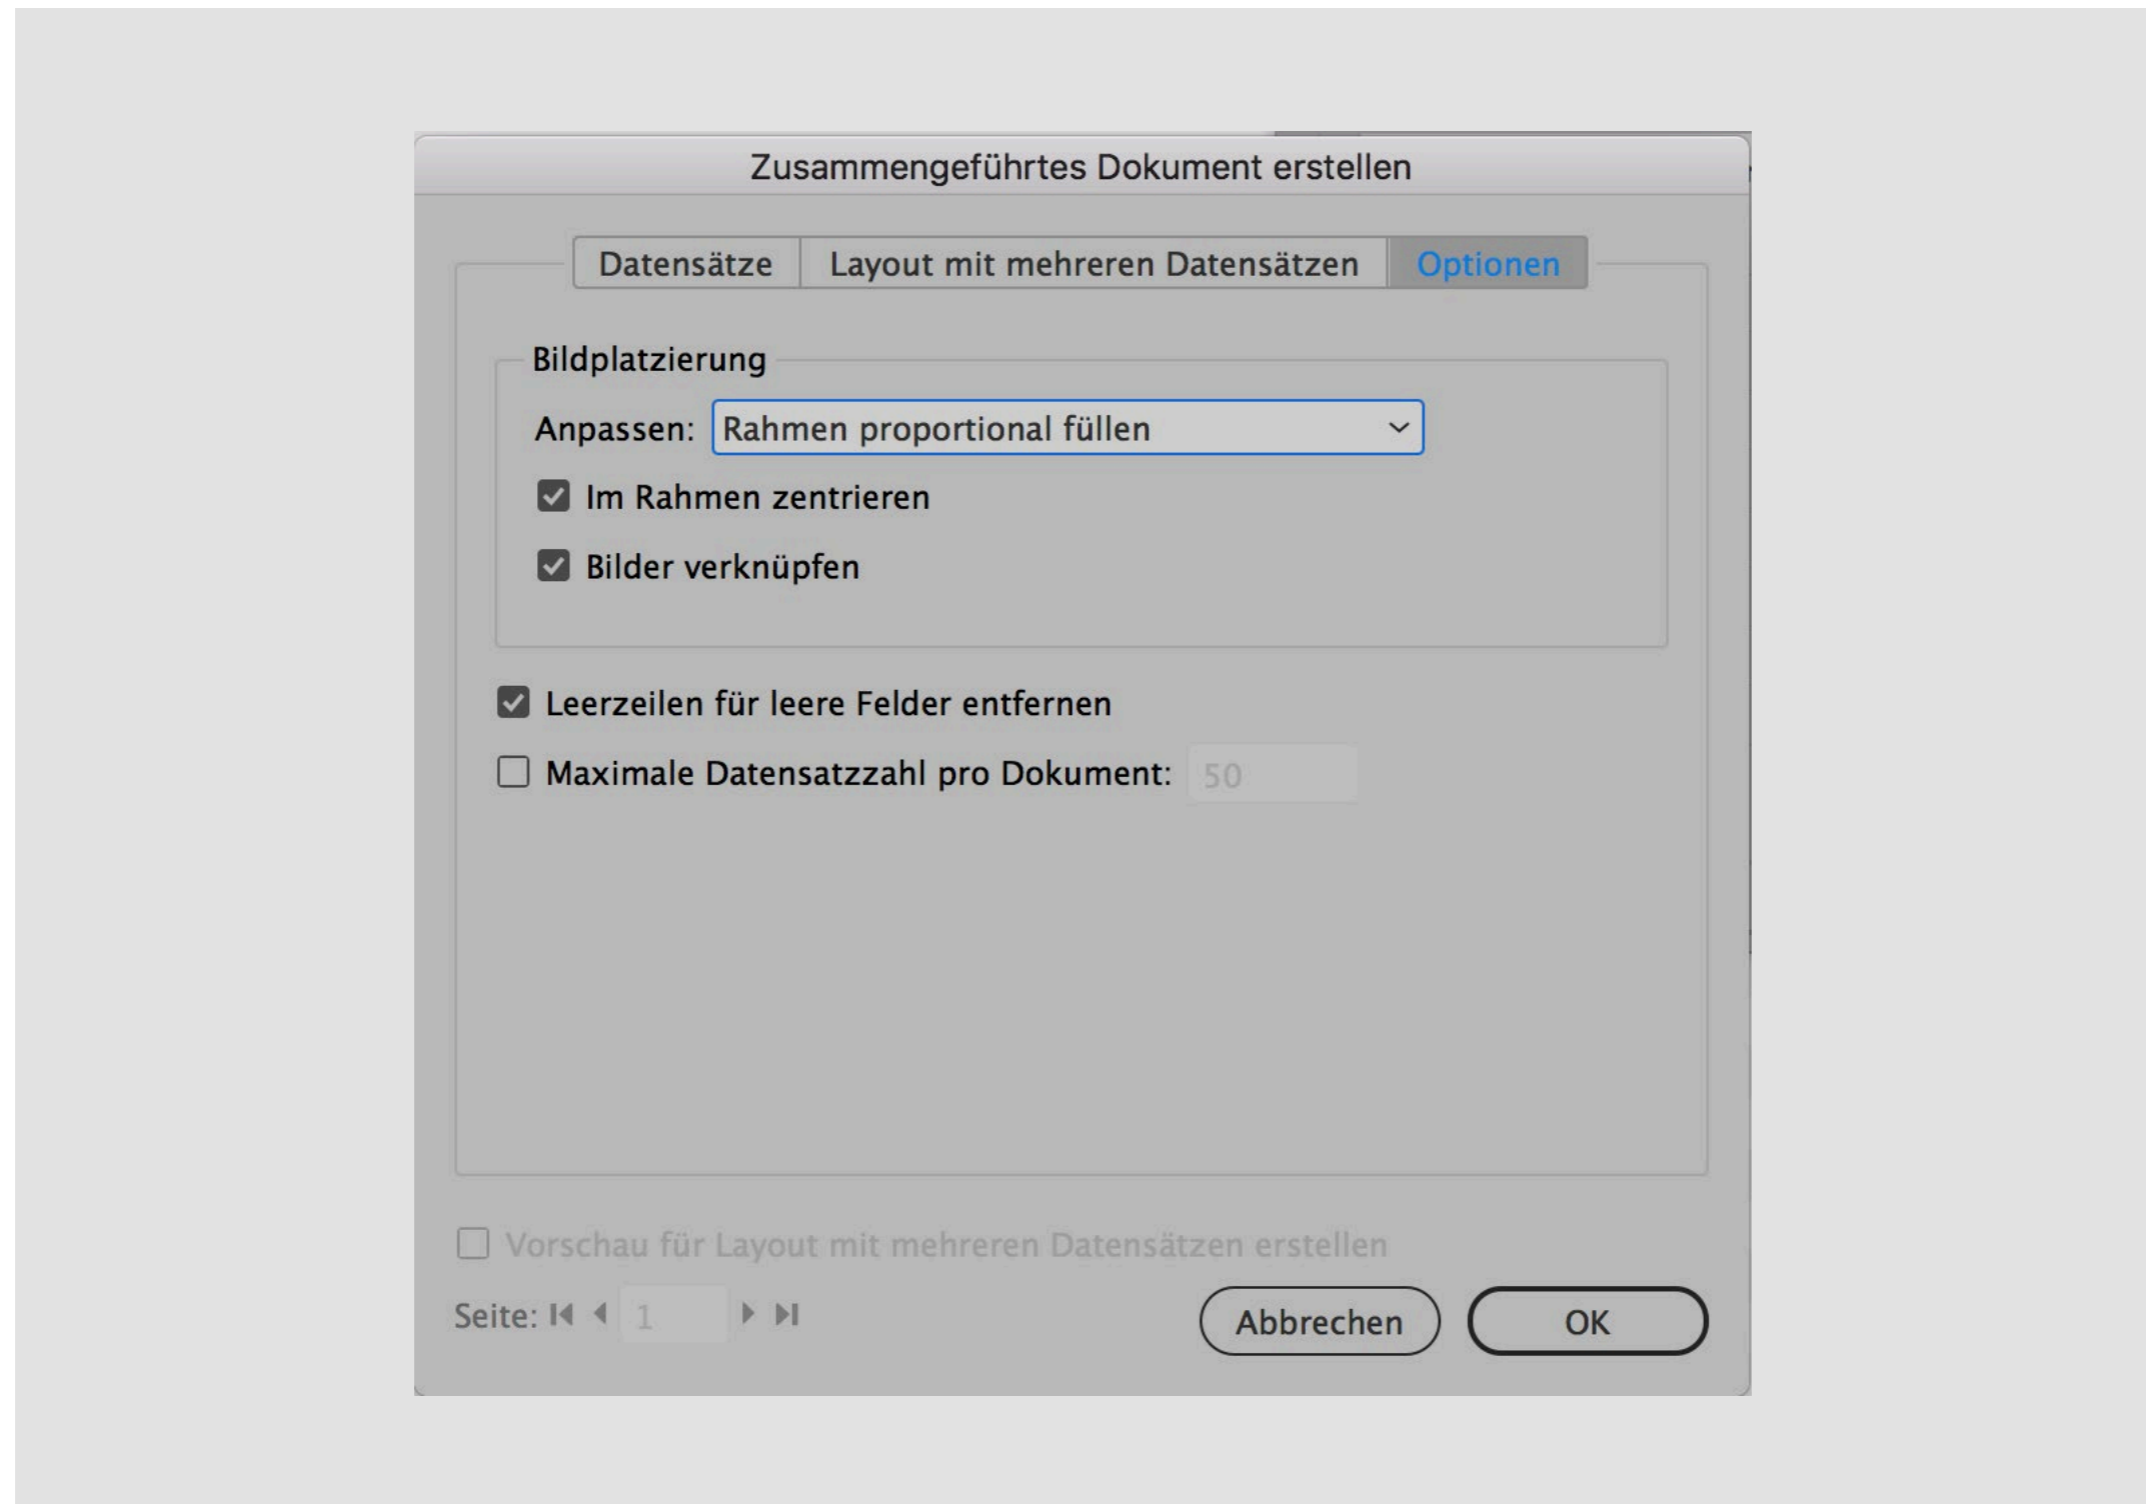 Zusammengeführtes Dokument erstellen
Datensätze Layout mit mehreren Datensätzen Optionen
Bildplatzierung
Anpassen: Rahmen proportional füllen
Im Rahmen zentrieren
Bilder verknüpfen
Leerzeilen für leere Felder entfernen
Maximale Datensatzzahl pro Dokument: 50
Vorschau für Layout mit mehreren Datensätzen erstellen
Seite: 1 Abbrechen OK